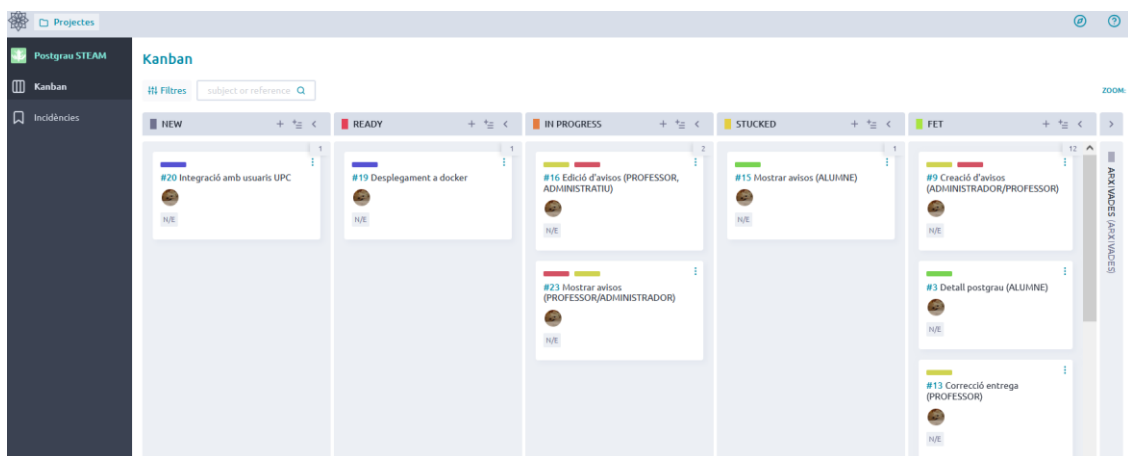 Projectes
Postgrau STEAM
Kanban
Incidències
Kanban
Filtres
subject or reference
ZOOM:
NEW
READY
IN PROGRESS
STUCKED
FET
1
#20 Integració amb usuaris UPC
N/E
1
#19 Desplegament a docker
N/E
2
#16 Edició d'avisos (PROFESSOR,
ADMINISTRATIU)
N/E
#23 Mostrar avisos
(PROFESSOR/ADMINISTRADOR)
N/E
1
#15 Mostrar avisos (ALUMNE)
N/E
12
#9 Creació d'avisos
(ADMINISTRADOR/PROFESSOR)
N/E
#3 Detall postgrau (ALUMNE)
N/E
#13 Correcció entrega
(PROFESSOR)
N/E
ARXIVADES (ARXIVADES)